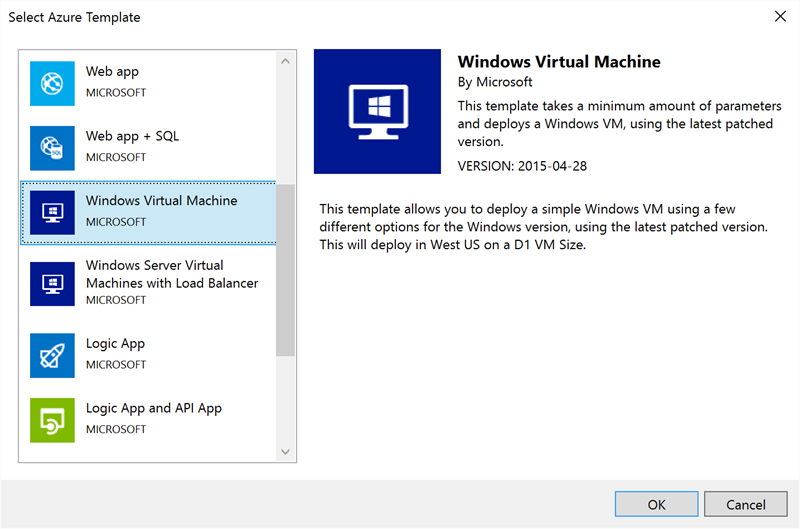 Select Azure Template
Web app
MICROSOFT
Web app + SQL
MICROSOFT
Windows Virtual Machine
MICROSOFT
Windows Server Virtual
Machines with Load Balancer
MICROSOFT
Logic App
MICROSOFT
Logic App and API App
MICROSOFT
Windows Virtual Machine
By Microsoft
This template takes a minimum amount of parameters
and deploys a Windows VM, using the latest patched
version.
VERSION: 2015-04-28
This template allows you to deploy a simple Windows VM using a few
different options for the Windows version, using the latest patched version.
This will deploy in West US on a D1 VM Size.
OK
Cancel